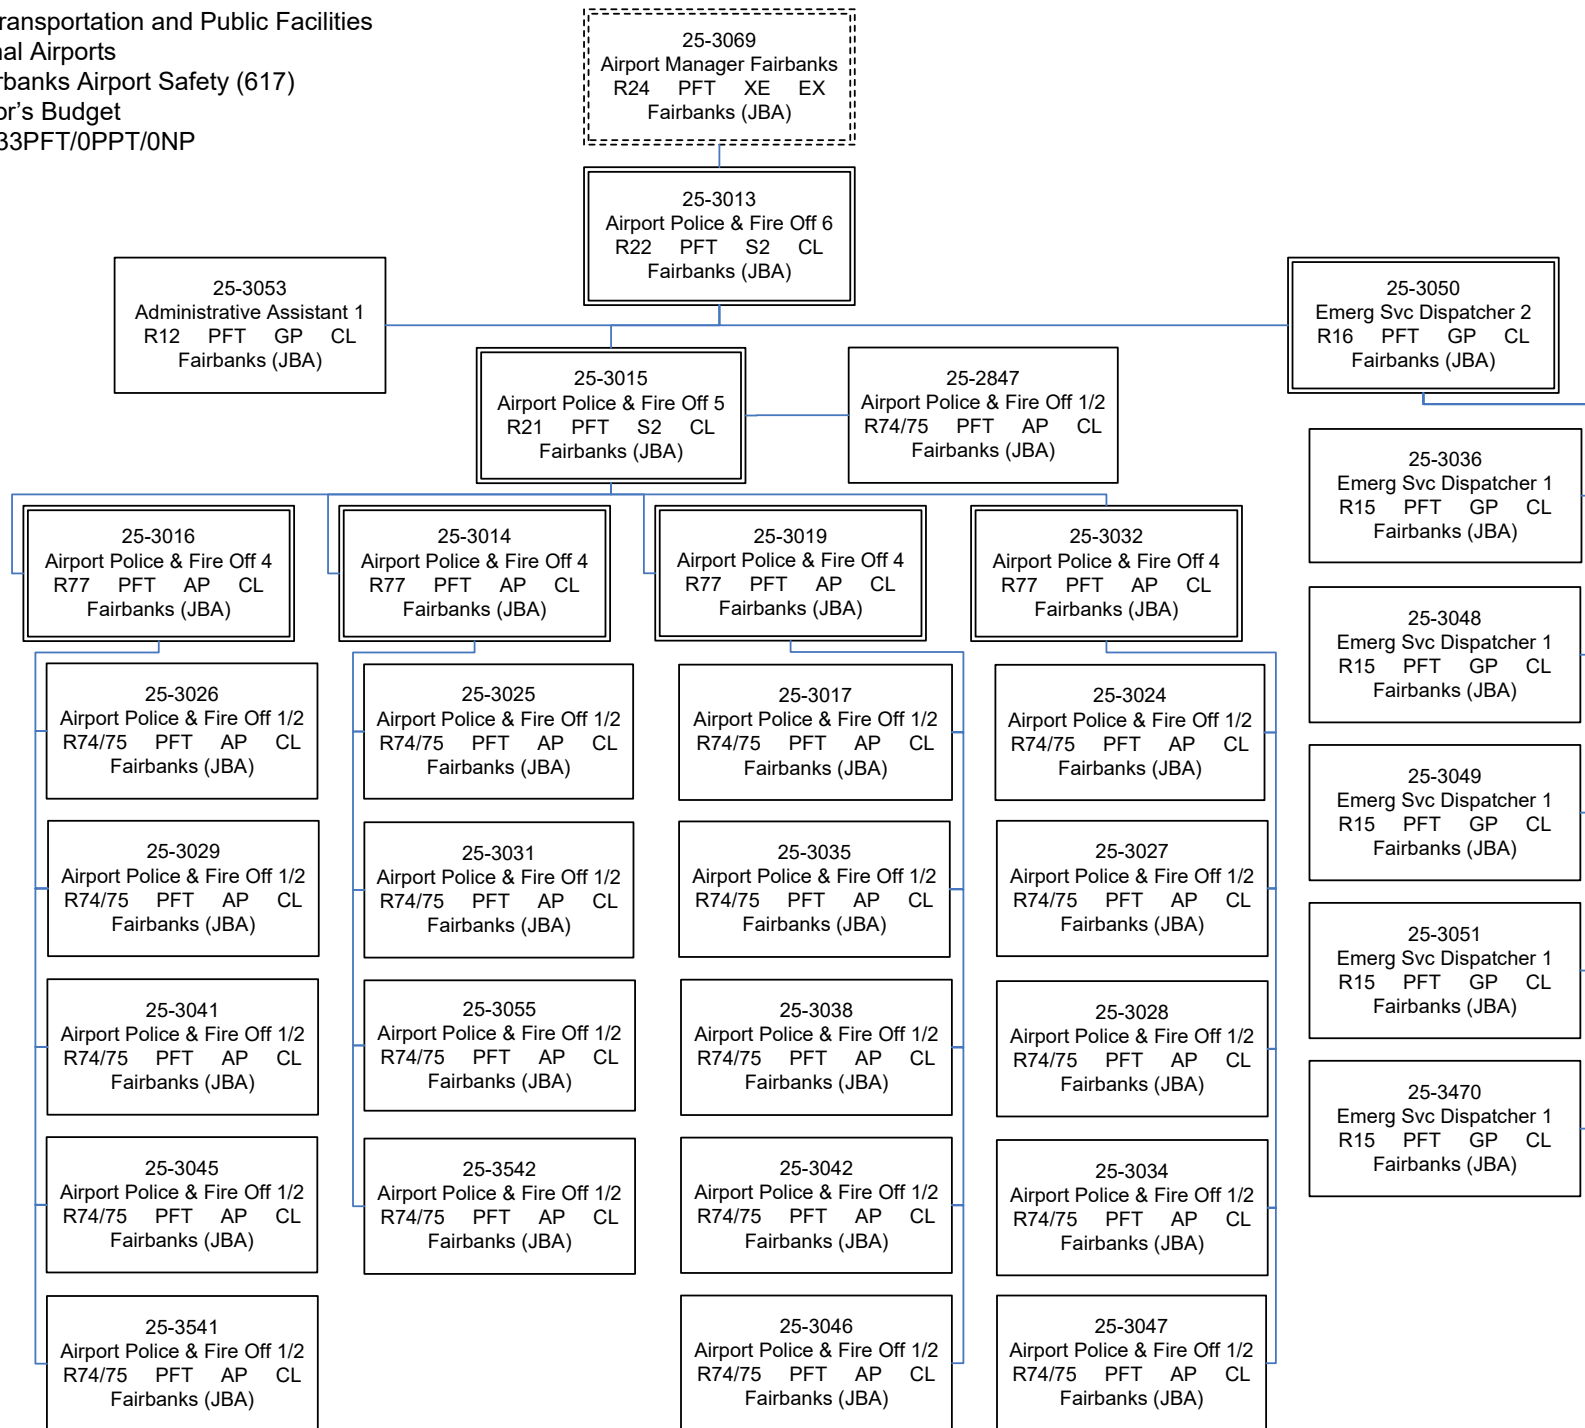 ransportation and Public Facilities
nal Airports
rbanks Airport Safety (617)
or's Budget
33PFT/0PPT/0NP
25-3069
Airport Manager Fairbanks
R24 PFT XE EX
Fairbanks (JBA)
25-3013
Airport Police & Fire Off 6
R22 PFT S2 CL
Fairbanks (JBA)
25-3053
Administrative Assistant 1
R12 PFT GP CL
Fairbanks (JBA)
25-3050
Emerg Svc Dispatcher 2
R16 PFT GP CL
Fairbanks (JBA)
25-3015
Airport Police & Fire Off 5
R21 PFT S2 CL
Fairbanks (JBA)
25-2847
Airport Police & Fire Off 1/2
R74/75 PFT AP CL
Fairbanks (JBA)
25-3016
Airport Police & Fire Off 4
R77 PFT AP CL
Fairbanks (JBA)
25-3014
Airport Police & Fire Off 4
R77 PFT AP CL
Fairbanks (JBA)
25-3019
Airport Police & Fire Off 4
R77 PFT AP CL
Fairbanks (JBA)
25-3032
Airport Police & Fire Off 4
R77 PFT AP CL
Fairbanks (JBA)
25-3026
Airport Police & Fire Off 1/2
R74/75 PFT AP CL
Fairbanks (JBA)
25-3029
Airport Police & Fire Off 1/2
R74/75 PFT AP CL
Fairbanks (JBA)
25-3041
Airport Police & Fire Off 1/2
R74/75 PFT AP CL
Fairbanks (JBA)
25-3045
Airport Police & Fire Off 1/2
R74/75 PFT AP CL
Fairbanks (JBA)
25-3541
Airport Police & Fire Off 1/2
R74/75 PFT AP CL
Fairbanks (JBA)
25-3025
Airport Police & Fire Off 1/2
R74/75 PFT AP CL
Fairbanks (JBA)
25-3031
Airport Police & Fire Off 1/2
R74/75 PFT AP CL
Fairbanks (JBA)
25-3055
Airport Police & Fire Off 1/2
R74/75 PFT AP CL
Fairbanks (JBA)
25-3542
Airport Police & Fire Off 1/2
R74/75 PFT AP CL
Fairbanks (JBA)
25-3017
Airport Police & Fire Off 1/2
R74/75 PFT AP CL
Fairbanks (JBA)
25-3035
Airport Police & Fire Off 1/2
R74/75 PFT AP CL
Fairbanks (JBA)
25-3038
Airport Police & Fire Off 1/2
R74/75 PFT AP CL
Fairbanks (JBA)
25-3042
Airport Police & Fire Off 1/2
R74/75 PFT AP CL
Fairbanks (JBA)
25-3046
Airport Police & Fire Off 1/2
R74/75 PFT AP CL
Fairbanks (JBA)
25-3024
Airport Police & Fire Off 1/2
R74/75 PFT AP CL
Fairbanks (JBA)
25-3027
Airport Police & Fire Off 1/2
R74/75 PFT AP CL
Fairbanks (JBA)
25-3028
Airport Police & Fire Off 1/2
R74/75 PFT AP CL
Fairbanks (JBA)
25-3034
Airport Police & Fire Off 1/2
R74/75 PFT AP CL
Fairbanks (JBA)
25-3047
Airport Police & Fire Off 1/2
R74/75 PFT AP CL
Fairbanks (JBA)
25-3036
Emerg Svc Dispatcher 1
R15 PFT GP CL
Fairbanks (JBA)
25-3048
Emerg Svc Dispatcher 1
R15 PFT GP CL
Fairbanks (JBA)
25-3049
Emerg Svc Dispatcher 1
R15 PFT GP CL
Fairbanks (JBA)
25-3051
Emerg Svc Dispatcher 1
R15 PFT GP CL
Fairbanks (JBA)
25-3470
Emerg Svc Dispatcher 1
R15 PFT GP CL
Fairbanks (JBA)